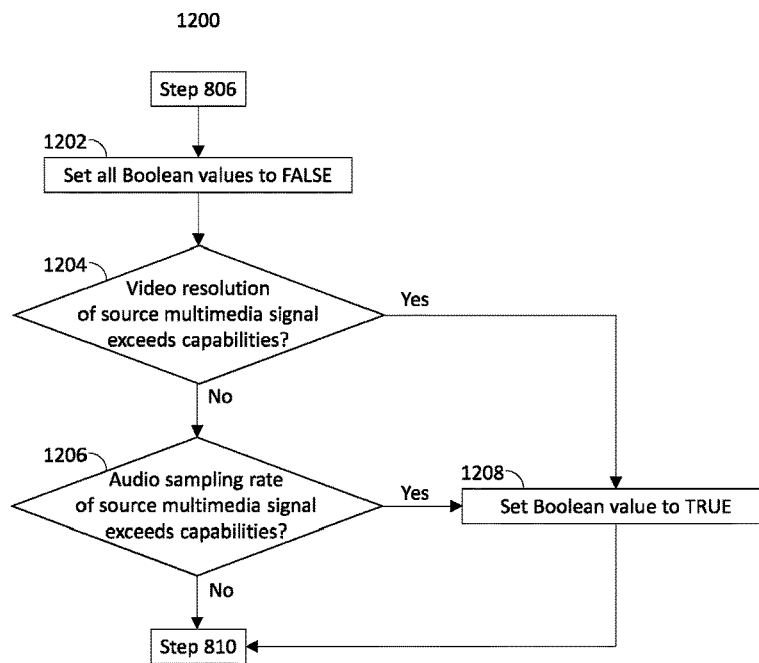 1200
Step 806
1202
Set all Boolean values to FALSE
1204
Video resolution
of source multimedia signal
exceeds capabilities?
Yes
No
1206
Audio sampling rate
of source multimedia signal
exceeds capabilities?
Yes
1208
Set Boolean value to TRUE
No
Step 810